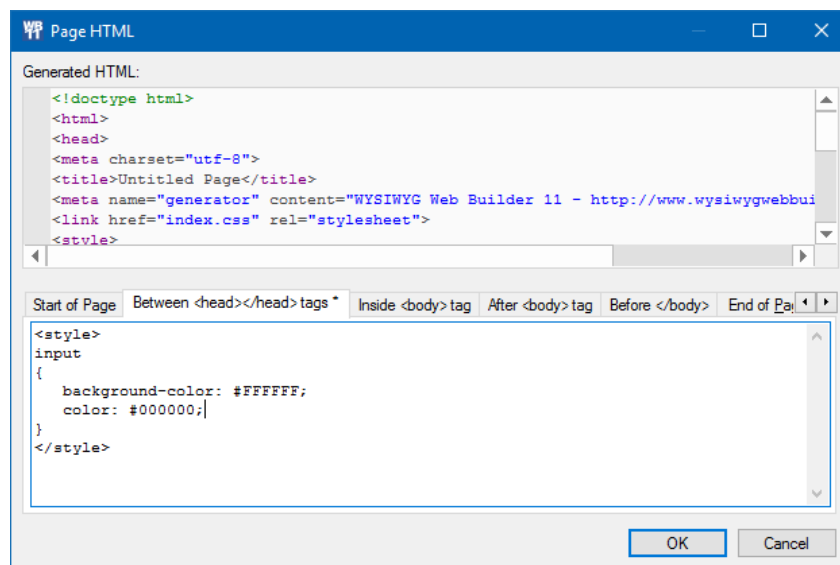 Page HTML
Generated HTML:
<!doctype html>
<html>
<head>
<meta charset="utf-8">
<title>Untitled Page</title>
<meta name="generator" content="WYSIWYG Web Builder 11 - http://www.wysiwygwebbui
<link href="index.css" rel="stylesheet">
<style>
Start of Page Between <head></head> tags * Inside <body> tag After <body> tag Before </body> End of Pa
<style>
input
{
background-color: #FFFFFF;
color: #000000;
}
</style>
OK Cancel